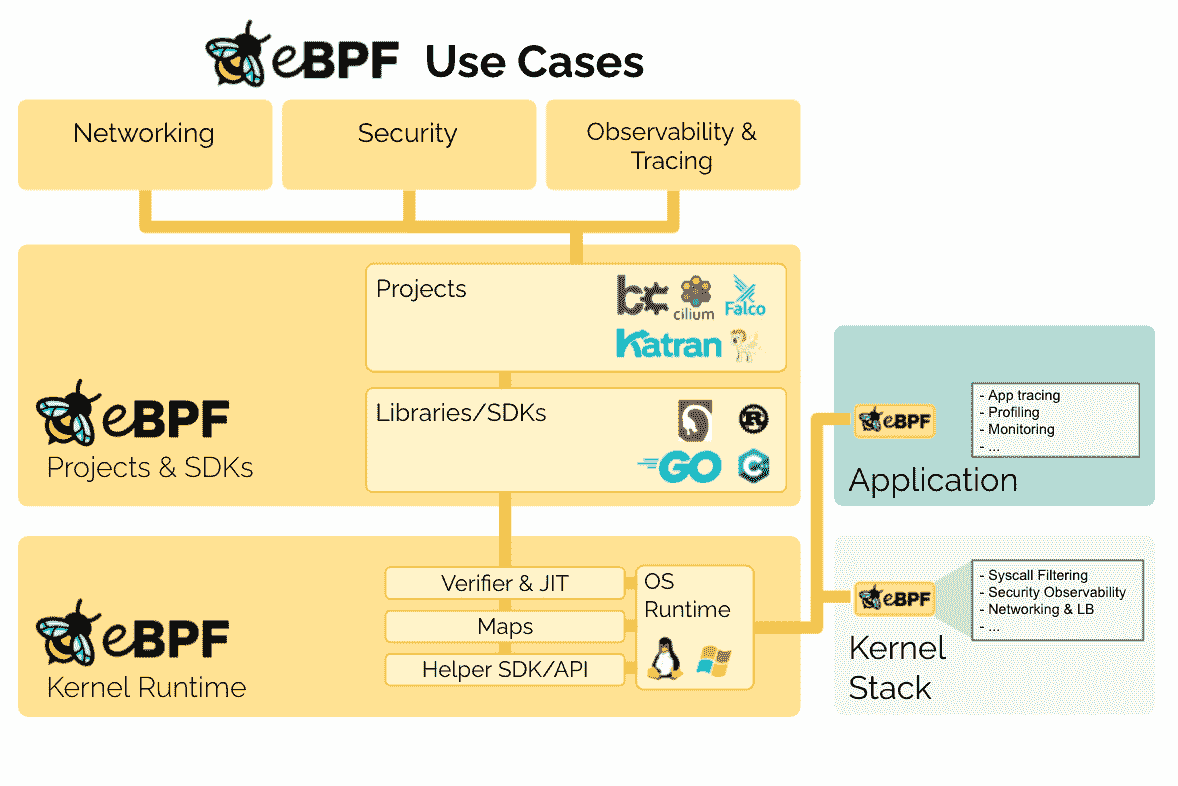 eBPF Use Cases
Networking
Security
Observability &
Tracing
Projects
bcc
cilium
Falco
Katran
eBPF
Projects & SDKs
Libraries/SDKs
GO
C
eBPF
Kernel Runtime
Verifier & JIT
Maps
Helper SDK/API
OS
Runtime
eBPF
- App tracing
- Profiling
- Monitoring
- ...
Application
eBPF
- Syscall Filtering
- Security Observability
- Networking & LB
- ...
Kernel
Stack